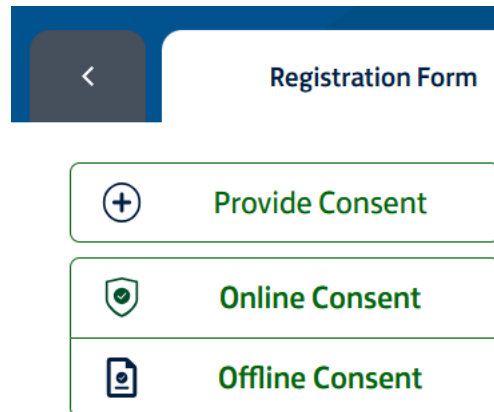 Registration Form
Provide Consent
Online Consent
Offline Consent